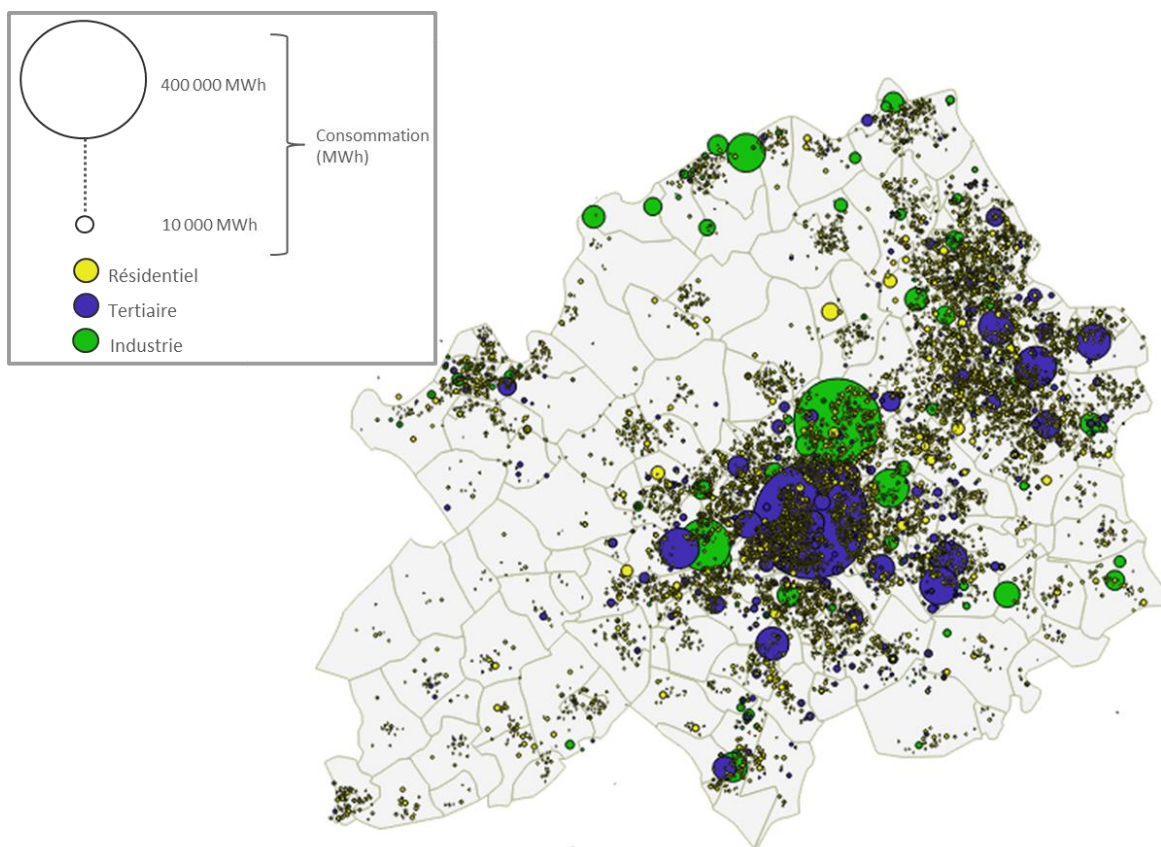 400 000 MWh
Consommation
(MWh)
10 000 MWh
Résidentiel
Tertiaire
Industrie